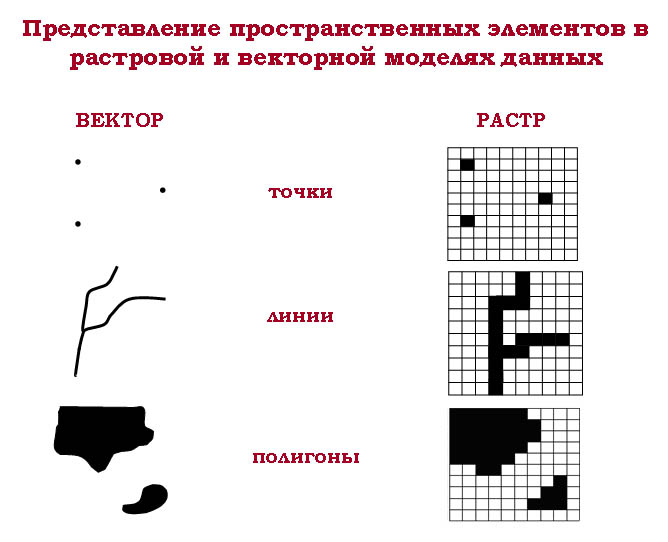 Представление пространственных элементов в
растровой и векторной моделях данных
ВЕКТОР
РАСТР
точки
линии
полигоны